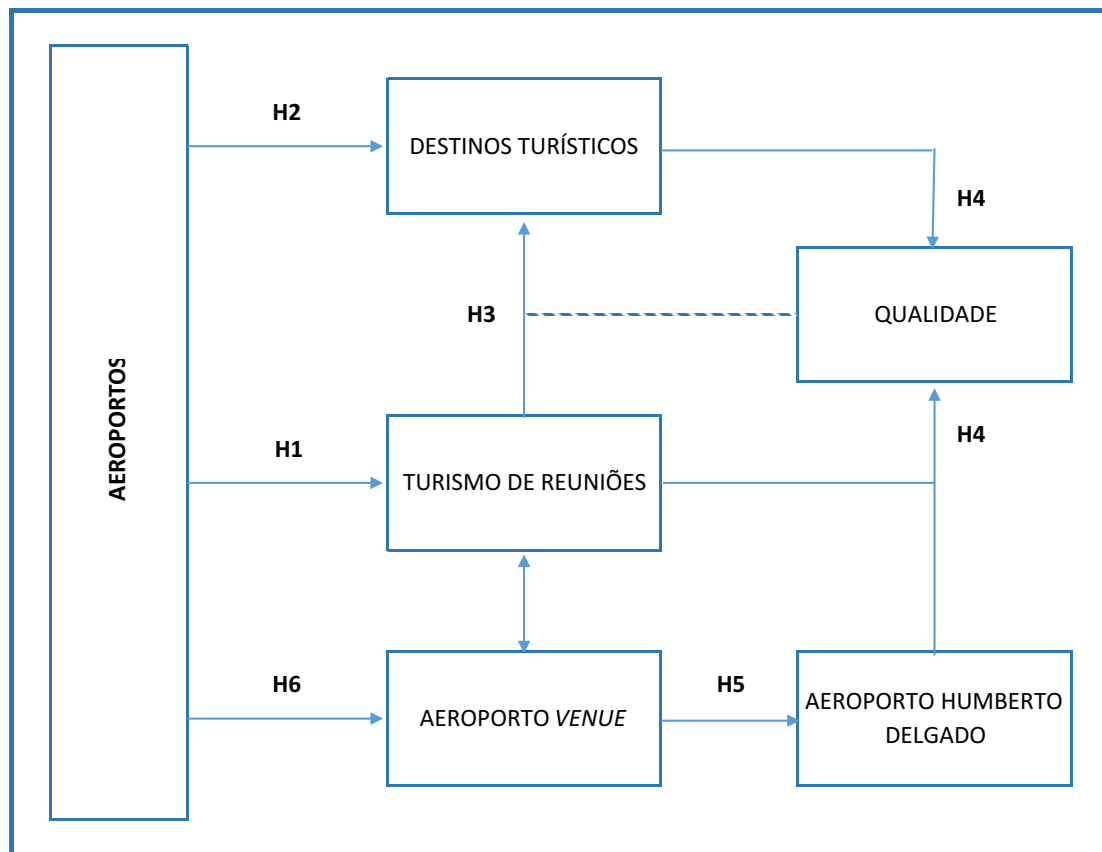 H2
DESTINOS TURÍSTICOS
H4
H3
QUALIDADE
AEROPORTOS
H1
TURISMO DE REUNIÕES
H4
H6
AEROPORTO VENUE
H5
AEROPORTO HUMBERTO
DELGADO